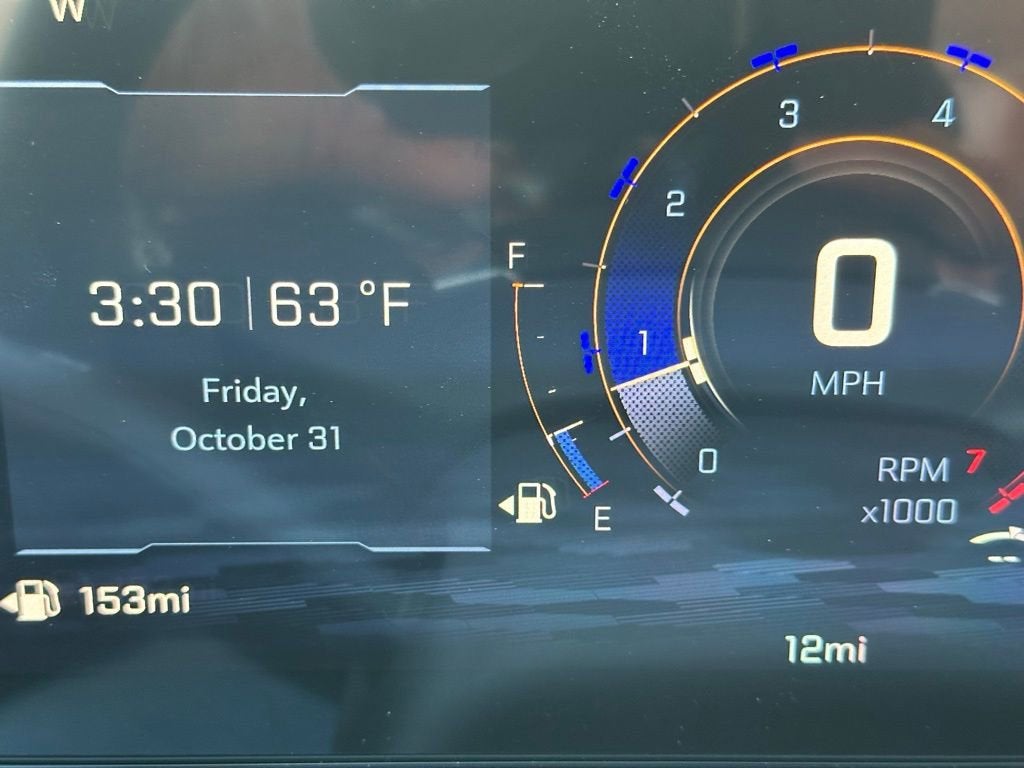 W
3:30 | 63 °F
Friday,
October 31
F
E
153mi
0
1
2
3
4
7
0
MPH
RPM
x1000
12mi